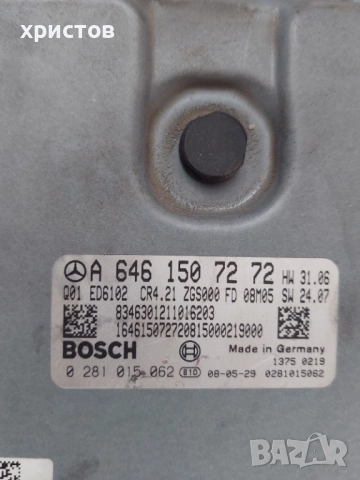 христов
A 646 150 72 72 HW 31.06
Q01 ED6102 CR4.21 ZGS000 FD 08M05 SW 24.07
8346301211016203
164615072720815000219000
BOSCH Made in Germany
1375 0219
0 281 015 062 810 08-05-29 0281015062
BAZAR
bg